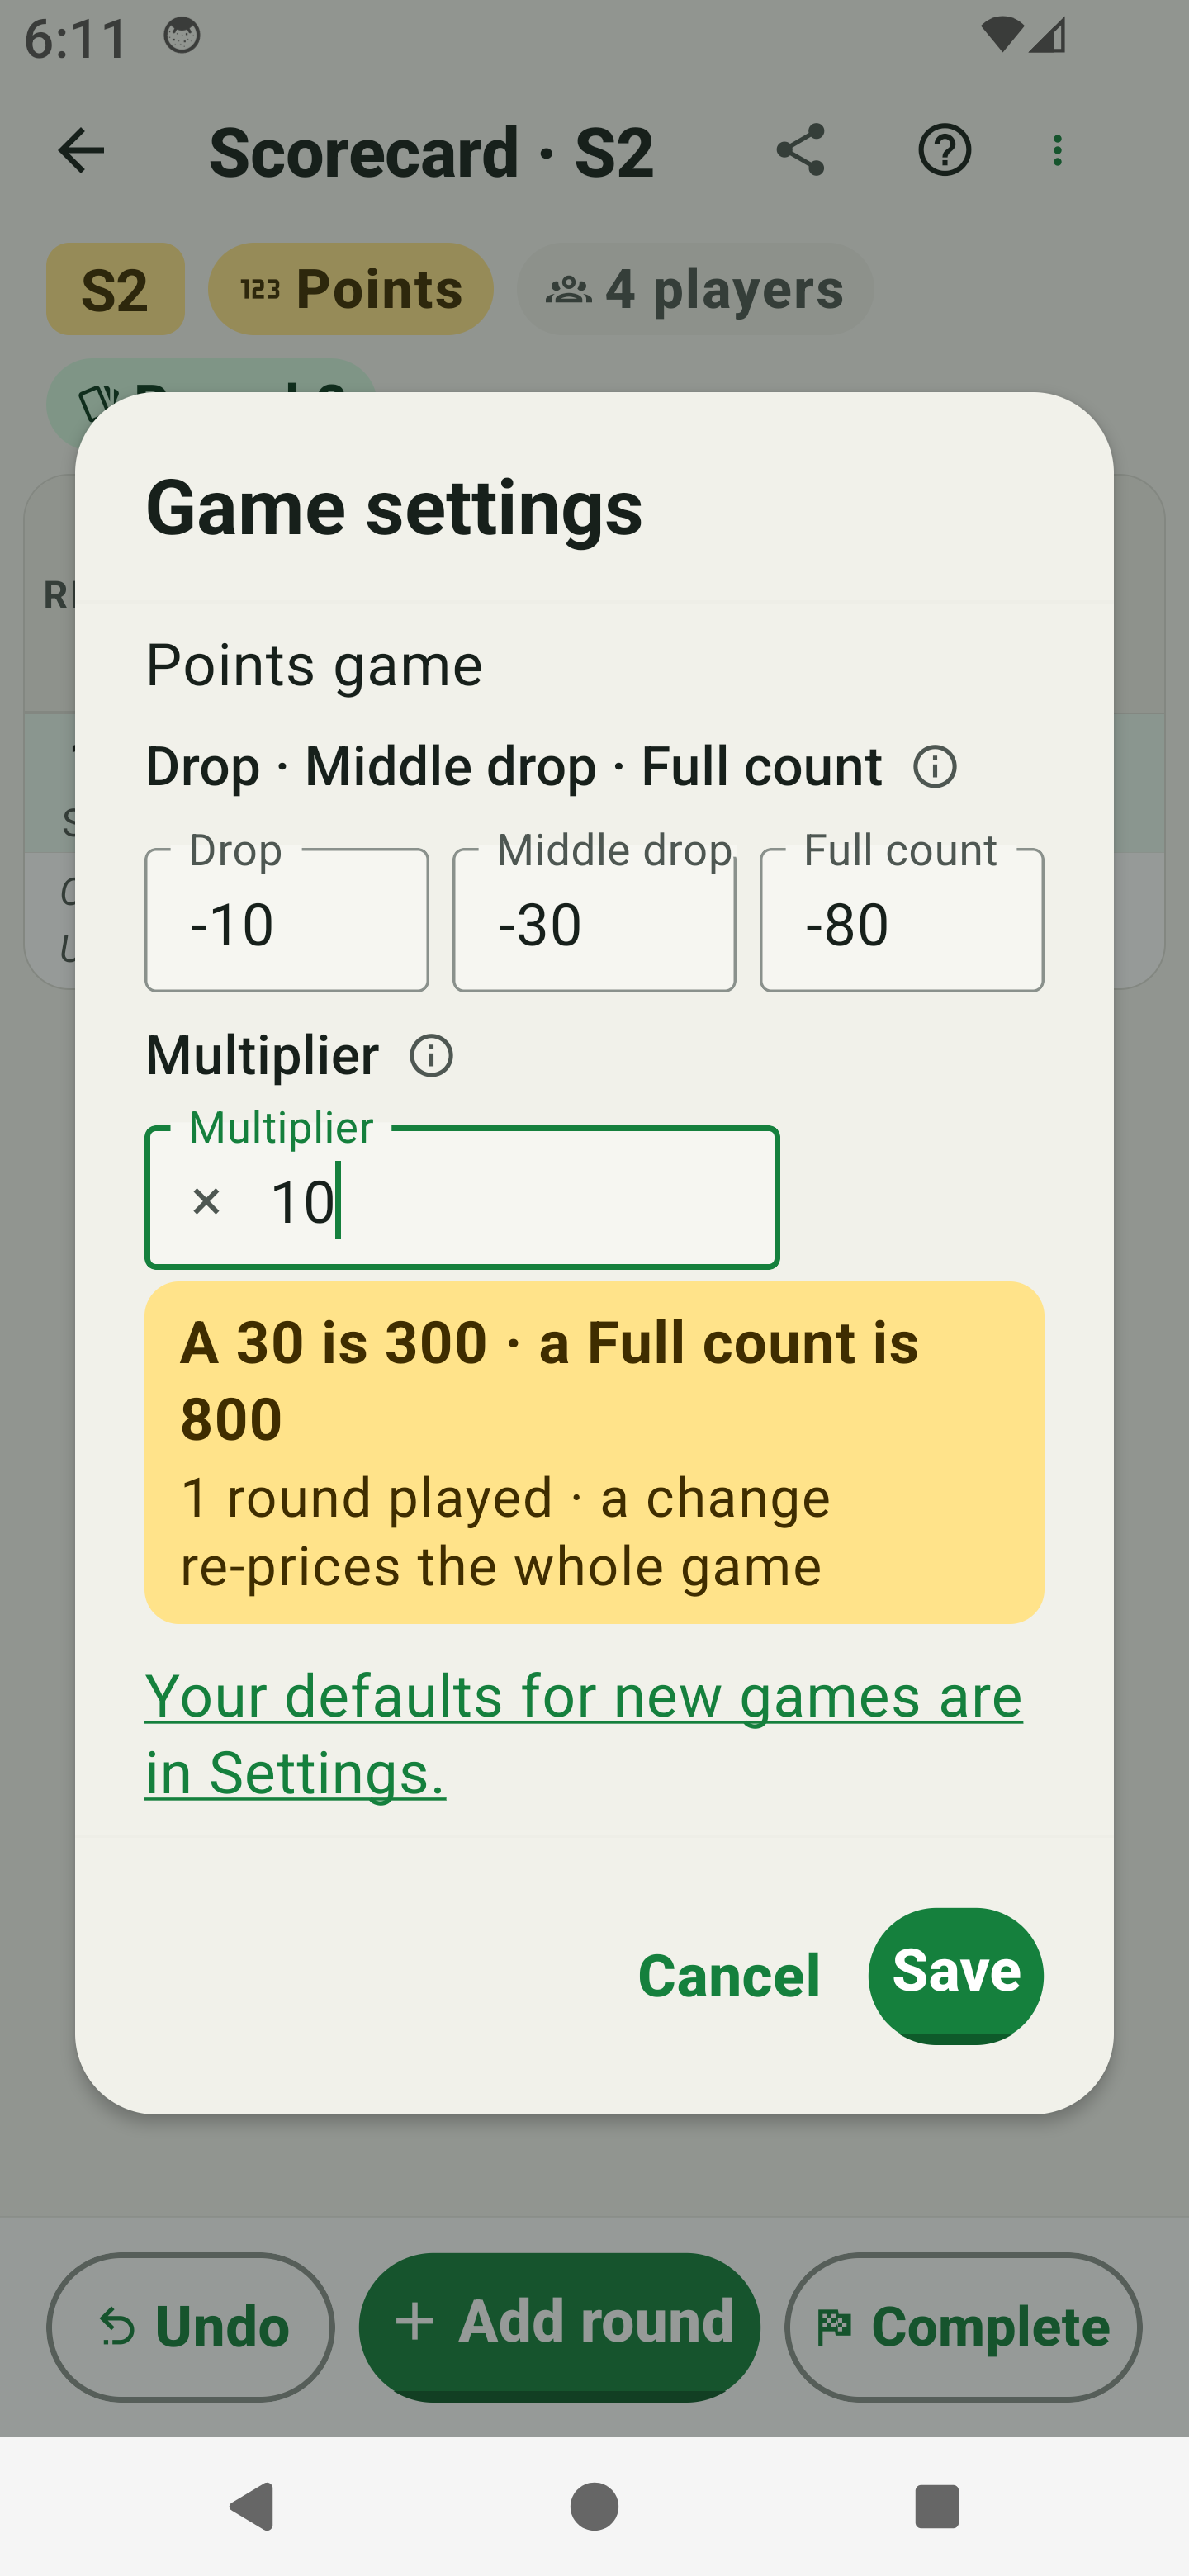 6:11
Scorecard · S2
S2
123 Points
4 players
Game settings
Points game
Drop · Middle drop · Full count
Drop
Middle drop
Full count
-10
-30
-80
Multiplier
Multiplier
× 10
A 30 is 300 · a Full count is
800
1 round played · a change
re-prices the whole game
Your defaults for new games are
in Settings.
Cancel
Save
Undo
+ Add round
Complete